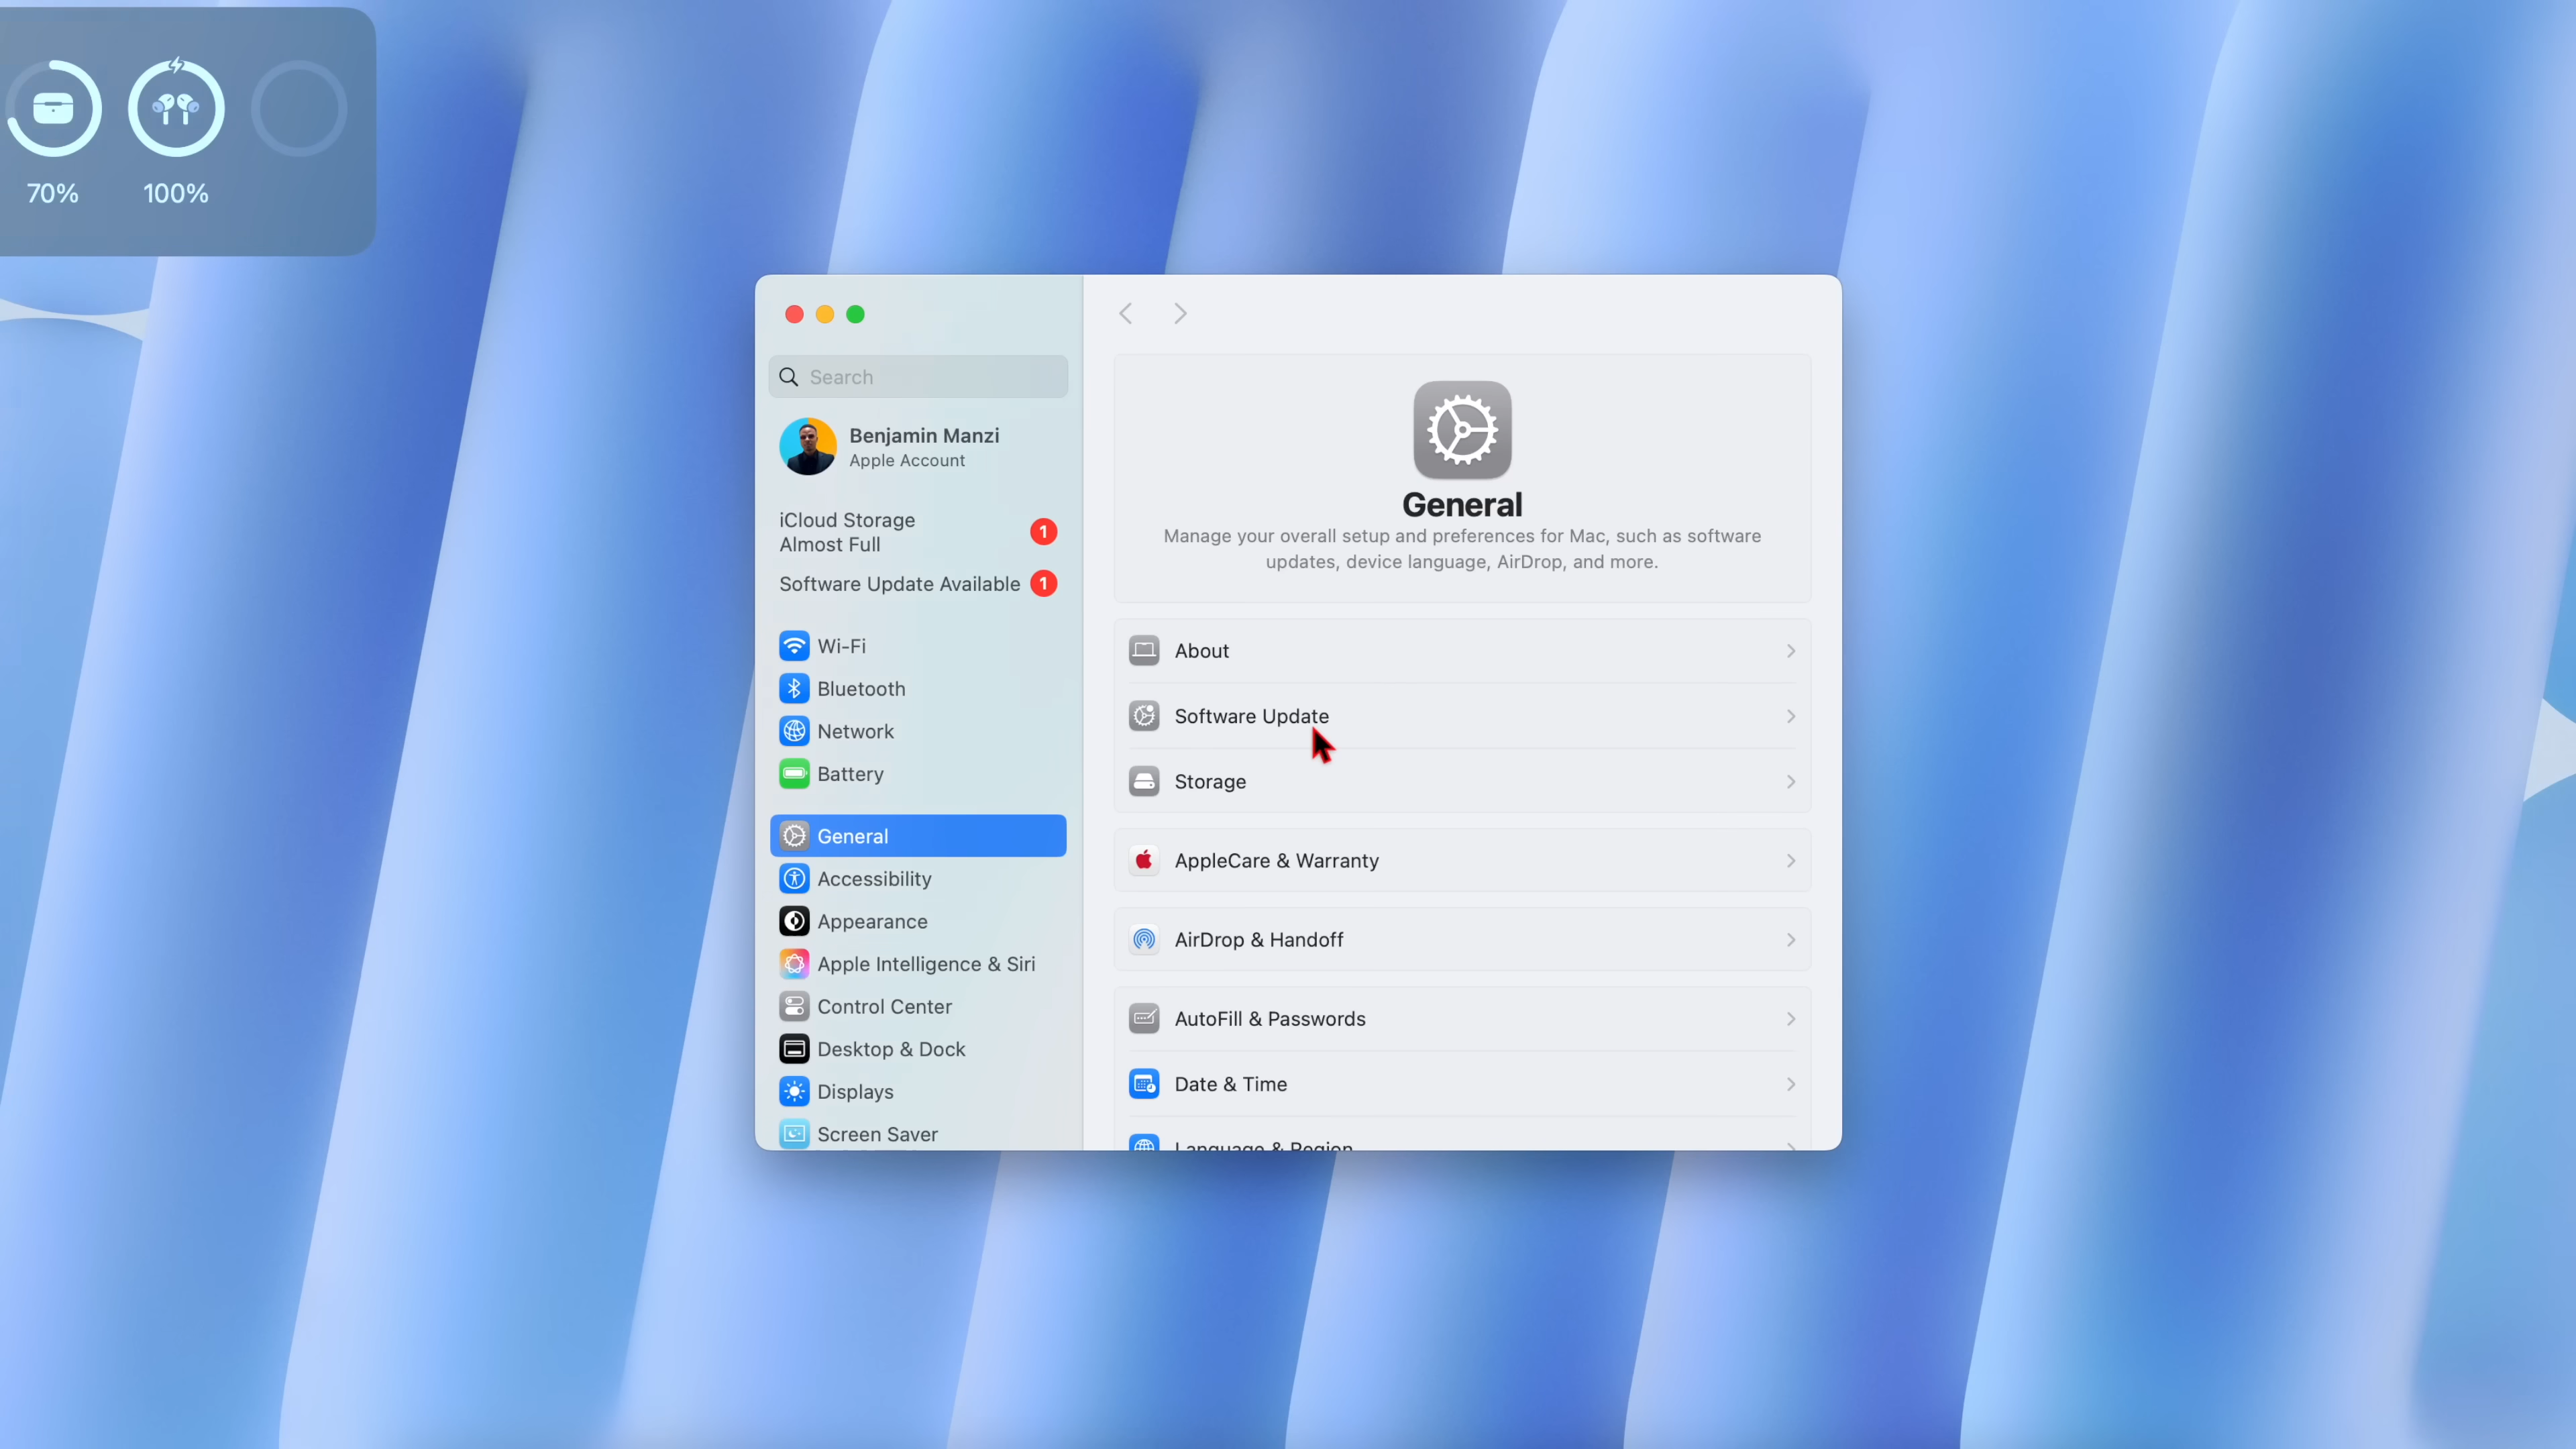 70%
100%
Search
Benjamin Manzi
Apple Account
iCloud Storage
Almost Full
1
Software Update Available
1
Wi-Fi
Bluetooth
Network
Battery
General
Accessibility
Appearance
Apple Intelligence & Siri
Control Center
Desktop & Dock
Displays
Screen Saver
General
Manage your overall setup and preferences for Mac, such as software
updates, device language, AirDrop, and more.
About
Software Update
Storage
AppleCare & Warranty
AirDrop & Handoff
AutoFill & Passwords
Date & Time
Language & Region